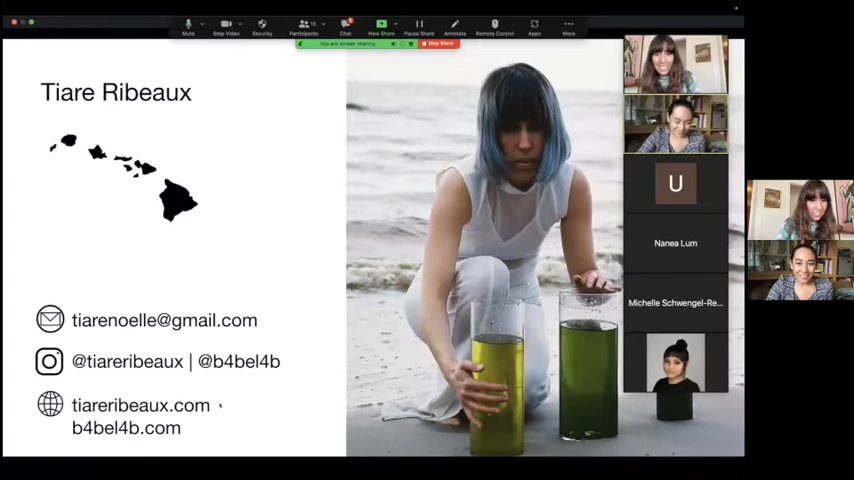 Mute
Stop Video
Security
Participants
13
Chat
New Share
Pause Share
Annotate
Remote Control
Apps
More
You are screen sharing
Stop Share
Tiare Ribeaux
tiarenoelle@gmail.com
@tiareribeaux | @b4bel4b
tiareribeaux.com
b4bel4b.com
U
Nanea Lum
Michelle Schwengel-Re...